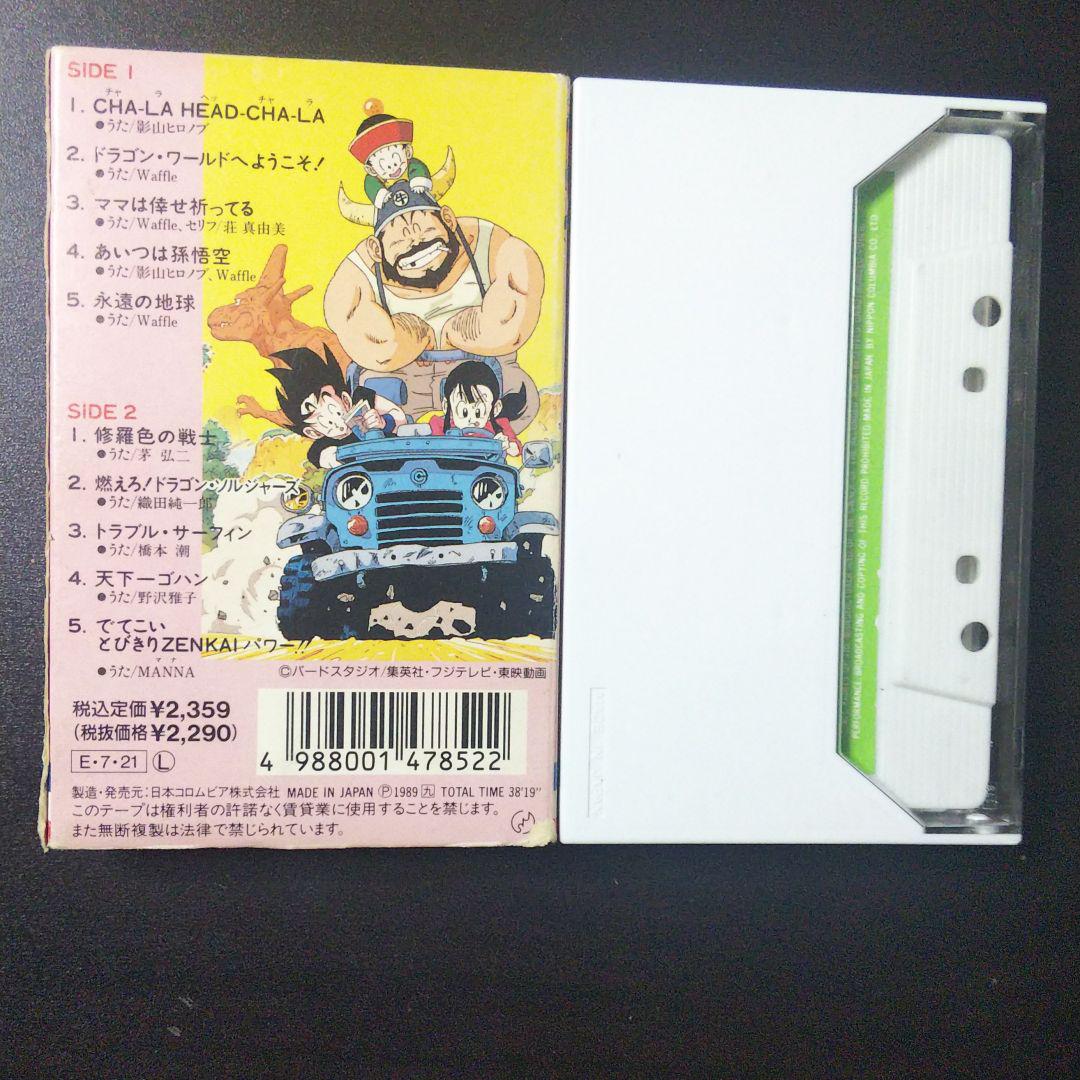 SIDE 1
チャ ラ ヘッ チャ ラ
1. CHA-LA HEAD-CHA-LA
●うた/影山ヒロノブ
2. ドラゴン・ワールドへようこそ!
●うた/Waffle
3. ママは倖せ祈ってる
●うた/Waffle、セリフ/荘 真由美
4. あいつは孫悟空
●うた/影山ヒロノブ、Waffle
5. 永遠の地球
●うた/Waffle
SIDE 2
1. 修羅色の戦士
●うた/茅 弘二
2. 燃えろ!ドラゴン・ソルジャーズ
●うた/織田純一郎
3. トラブル・サーフィン
●うた/橋本 潮
4. 天下一ゴハン
●うた/野沢雅子
5. でてこい
とびきりZENKAIパワー!!
マ ナ
●うた/MANNA
©バードスタジオ/集英社・フジテレビ・東映動画
税込定価¥2,359
(税抜価格¥2,290)
E・7・21 Ⓛ
4 988001 478522
製造・発売元:日本コロムビア株式会社 MADE IN JAPAN Ⓟ1989 九 TOTAL TIME 38'19"
このテープは権利者の許諾なく賃貸業に使用することを禁じます。
また無断複製は法律で禁じられています。
牛
C
PERFORMANCE, BROADCASTING AND COPYING OF THIS RECORD PROHIBITED MADE IN JAPAN BY NIPPON COLUMBIA CO., LTD